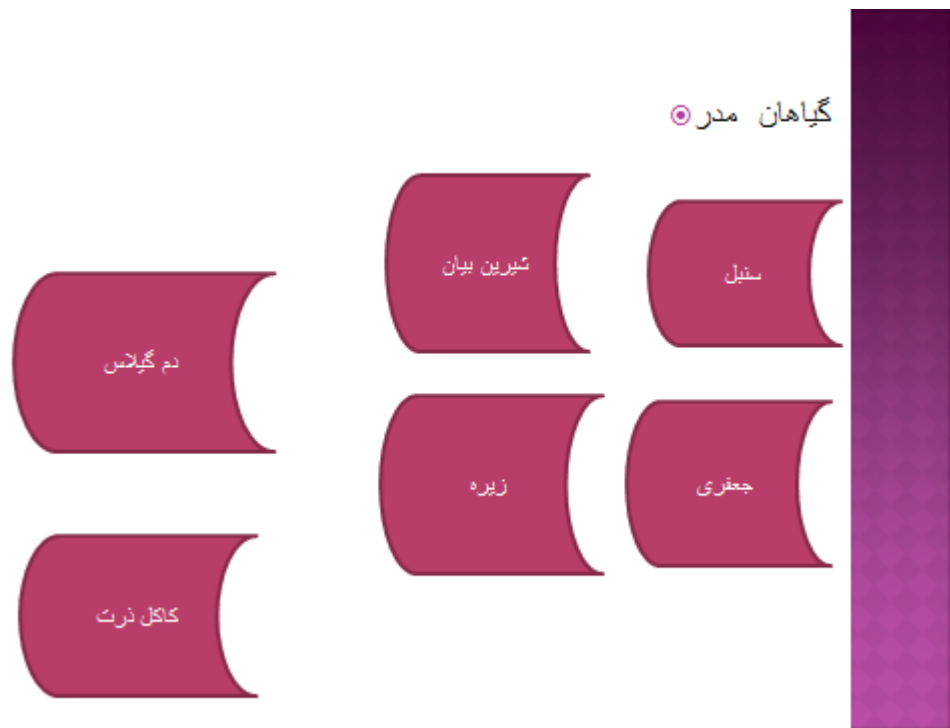 گیاهان مدر
سنبل
شیرین بیان
دم گیلاس
جعفری
زیره
کاکل ذرت